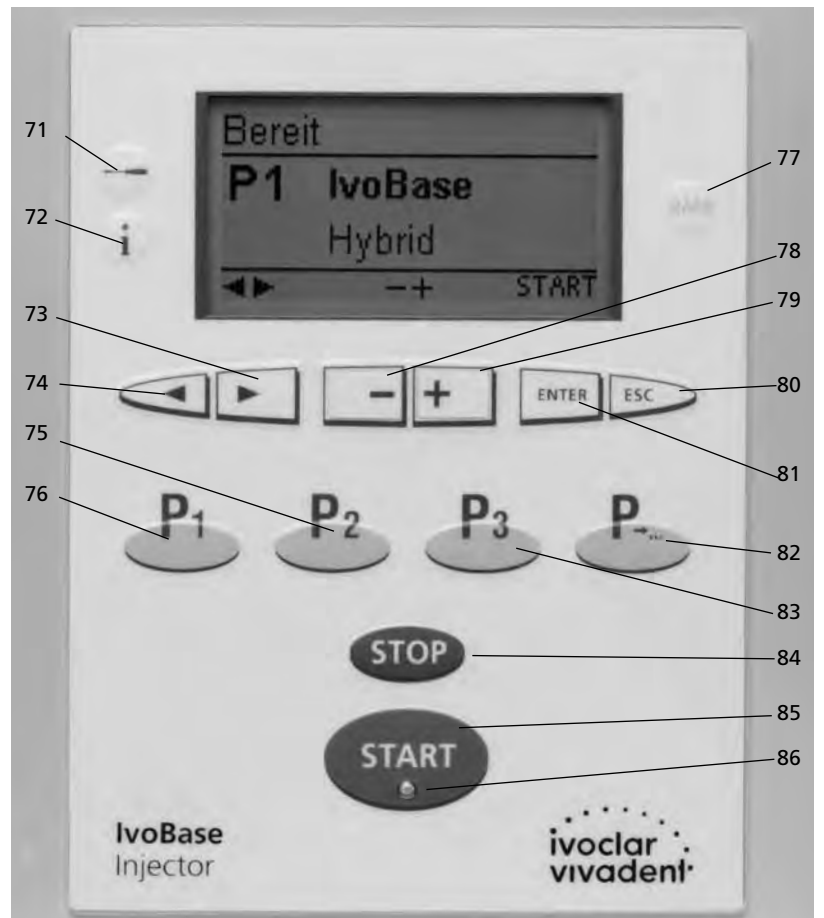 71
72
73
74
75
76
77
78
79
80
81
82
83
84
85
86
Bereit
P1 IvoBase
Hybrid
◀▶ −+ START
i
◀ ▶ − + ENTER ESC
P1 P2 P3 P→...
STOP
START
IvoBase
Injector
ivoclar
vivadent